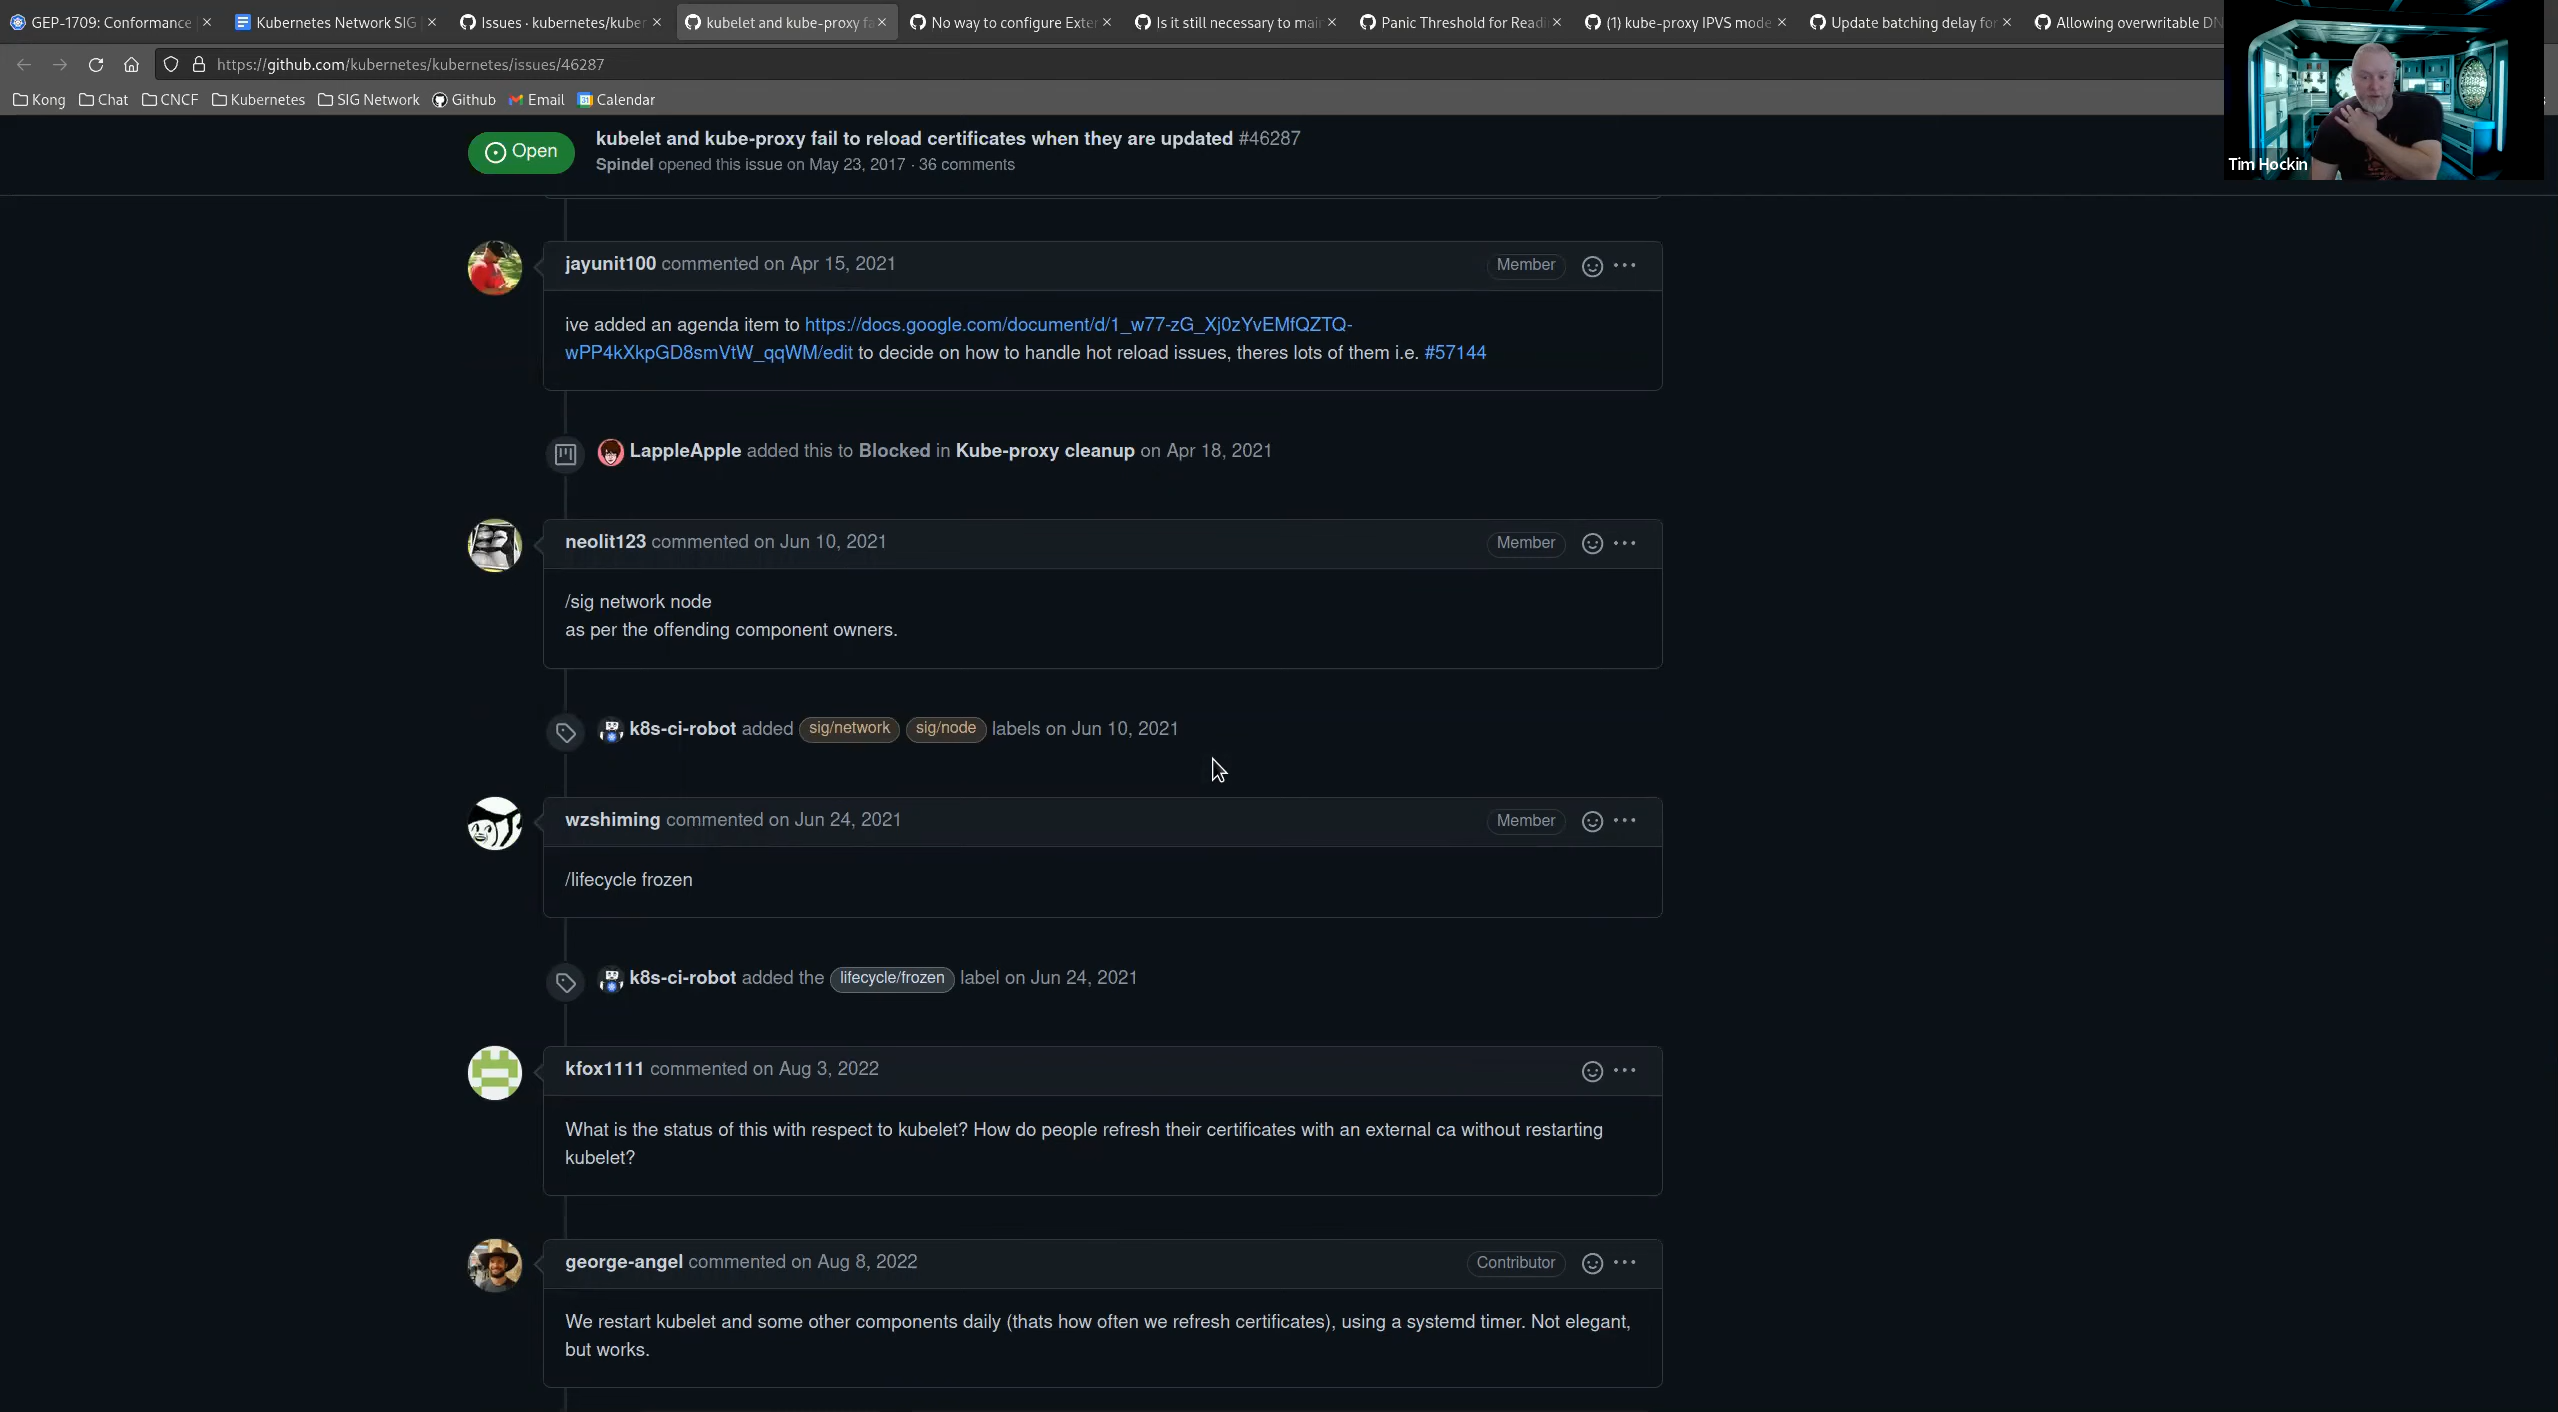 GEP-1709: Conformance
Kubernetes Network SIG
Issues · kubernetes/kuber
kubelet and kube-proxy fa
No way to configure Exter
Is it still necessary to mai
Panic Threshold for Readi
(1) kube-proxy IPVS mode
Update batching delay for
Allowing overwritable DN
https://github.com/kubernetes/kubernetes/issues/46287
Kong
Chat
CNCF
Kubernetes
SIG Network
Github
Email
Calendar
Tim Hockin
Open
kubelet and kube-proxy fail to reload certificates when they are updated #46287
Spindel opened this issue on May 23, 2017 · 36 comments
jayunit100 commented on Apr 15, 2021
Member
ive added an agenda item to https://docs.google.com/document/d/1_w77-zG_Xj0zYvEMfQZTQ-
wPP4kXkpGD8smVtW_qqWM/edit to decide on how to handle hot reload issues, theres lots of them i.e. #57144
LappleApple added this to Blocked in Kube-proxy cleanup on Apr 18, 2021
neolit123 commented on Jun 10, 2021
Member
/sig network node
as per the offending component owners.
k8s-ci-robot added sig/network sig/node labels on Jun 10, 2021
wzshiming commented on Jun 24, 2021
Member
/lifecycle frozen
k8s-ci-robot added the lifecycle/frozen label on Jun 24, 2021
kfox1111 commented on Aug 3, 2022
What is the status of this with respect to kubelet? How do people refresh their certificates with an external ca without restarting
kubelet?
george-angel commented on Aug 8, 2022
Contributor
We restart kubelet and some other components daily (thats how often we refresh certificates), using a systemd timer. Not elegant,
but works.